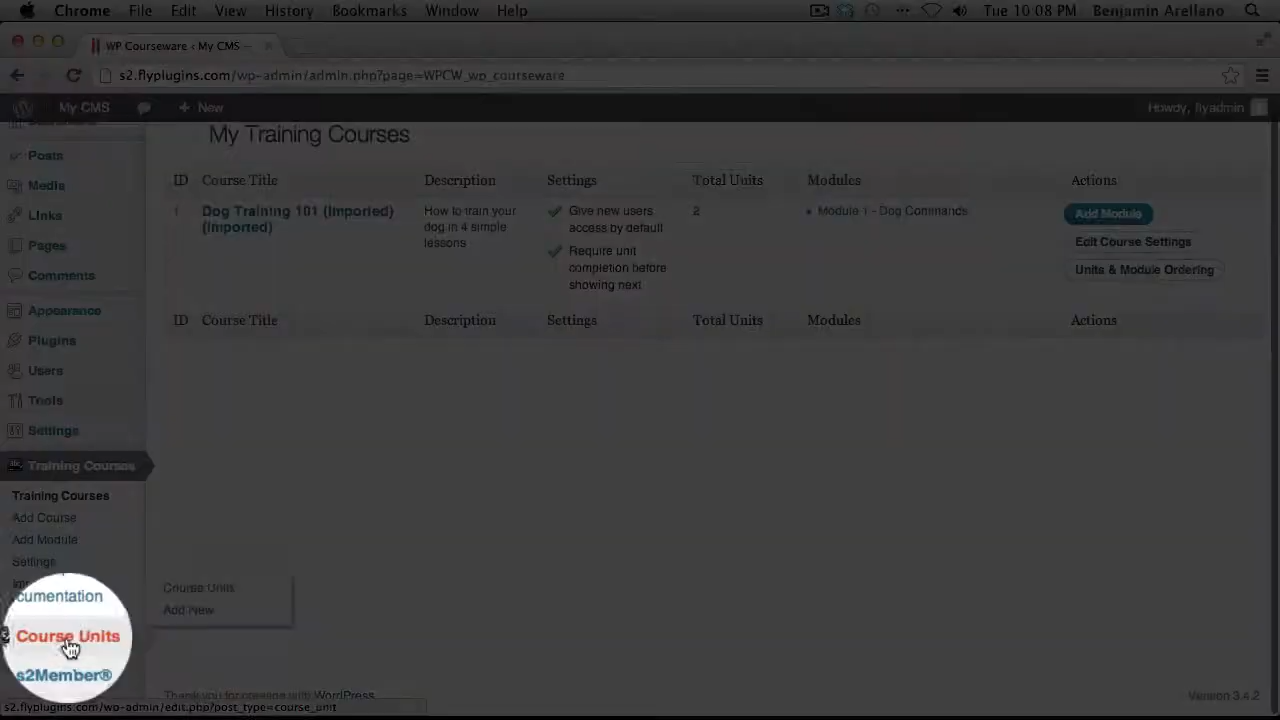 Chrome File Edit View History Bookmarks Window Help Tue 10:08 PM Benjamin Arellano
WP Courseware ‹ My CMS —
s2.flyplugins.com/wp-admin/admin.php?page=WPCW_wp_courseware
My CMS + New Howdy, flyadmin
My Training Courses
Posts
Media
Links
Pages
Comments
Appearance
Plugins
Users
Tools
Settings
Training Courses
Training Courses
Add Course
Add Module
Settings
cumentation
Course Units
s2Member®
Course Units
Add New
ID Course Title Description Settings Total Units Modules Actions
1 Dog Training 101 (Imported) How to train your Give new users 2 • Module 1 - Dog Commands Add Module
(Imported) dog in 4 simple access by default
lessons Require unit Edit Course Settings
completion before Units & Module Ordering
showing next
ID Course Title Description Settings Total Units Modules Actions
Thank you for creating with WordPress Version 3.4.2
s2.flyplugins.com/wp-admin/edit.php?post_type=course_unit